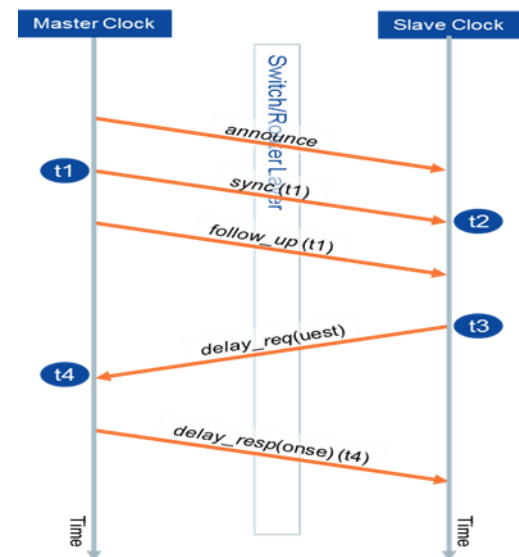 Master Clock
Slave Clock
Switch/Router Layer
announce
t1
sync (t1)
t2
follow_up (t1)
t3
delay_req(uest)
t4
delay_resp(onse) (t4)
Time
Time